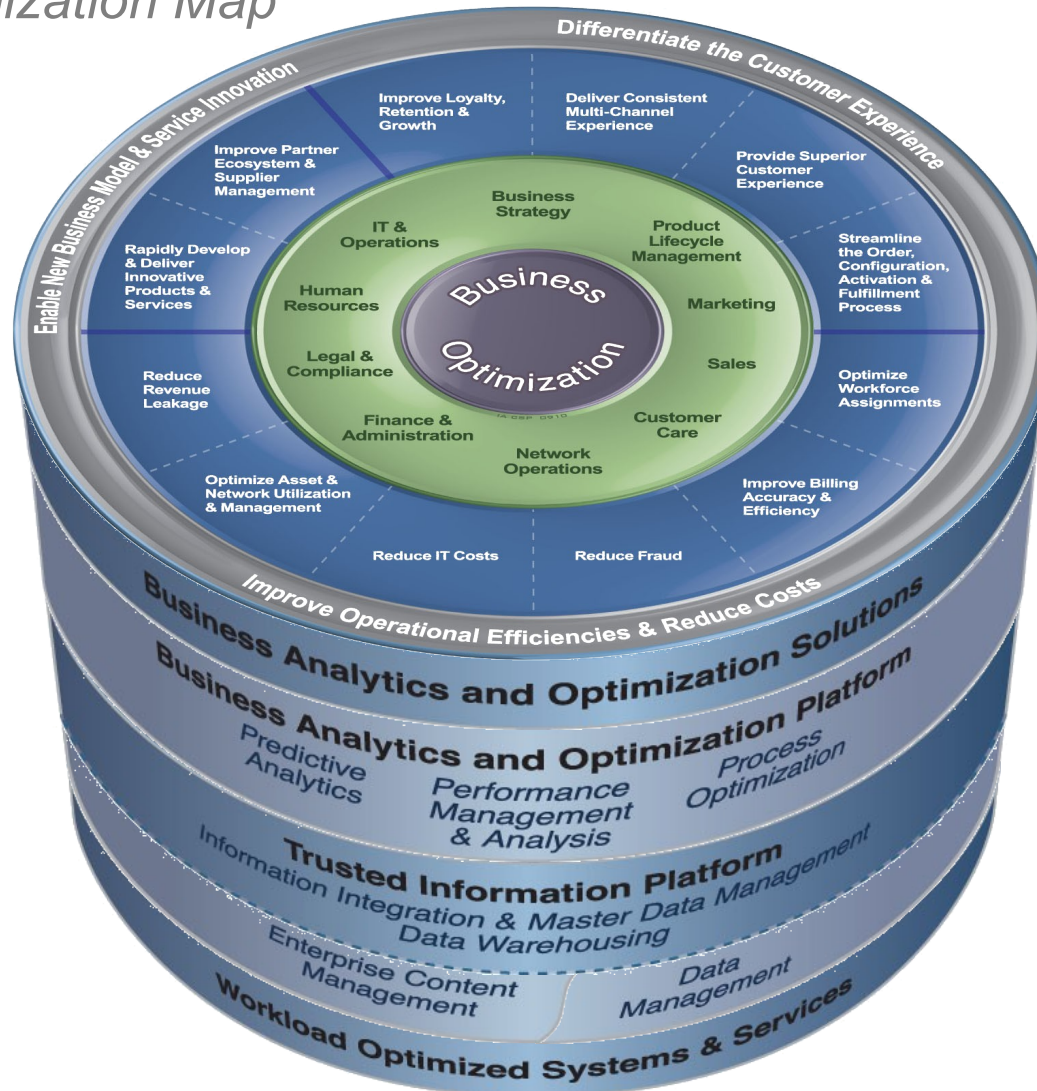 ization Map
Differentiate the Customer Experience
Enable New Business Model & Service Innovation
Improve Loyalty,
Retention &
Growth
Deliver Consistent
Multi-Channel
Experience
Improve Partner
Ecosystem &
Supplier
Management
Provide Superior
Customer
Experience
Rapidly Develop
& Deliver
Innovative
Products &
Services
Streamline
the Order,
Configuration,
Activation &
Fulfillment
Process
Reduce
Revenue
Leakage
Optimize
Workforce
Assignments
Optimize Asset &
Network Utilization
& Management
Improve Billing
Accuracy &
Efficiency
Reduce IT Costs
Reduce Fraud
Improve Operational Efficiencies & Reduce Costs
Business
Strategy
IT &
Operations
Product
Lifecycle
Management
Human
Resources
Marketing
Legal &
Compliance
Sales
Finance &
Administration
Customer
Care
Network
Operations
Business
Optimization
IA CSP 0910
Business Analytics and Optimization Solutions
Business Analytics and Optimization Platform
Predictive
Analytics
Performance
Management
& Analysis
Process
Optimization
Trusted Information Platform
Information Integration & Master Data Management
Data Warehousing
Enterprise Content
Management
Data
Management
Workload Optimized Systems & Services